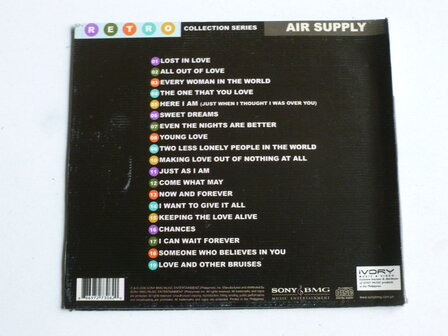 RETRO COLLECTION SERIES AIR SUPPLY
01 LOST IN LOVE
02 ALL OUT OF LOVE
03 EVERY WOMAN IN THE WORLD
04 THE ONE THAT YOU LOVE
05 HERE I AM (JUST WHEN I THOUGHT I WAS OVER YOU)
06 SWEET DREAMS
07 EVEN THE NIGHTS ARE BETTER
08 YOUNG LOVE
09 TWO LESS LONELY PEOPLE IN THE WORLD
10 MAKING LOVE OUT OF NOTHING AT ALL
11 JUST AS I AM
12 COME WHAT MAY
13 NOW AND FOREVER
14 I WANT TO GIVE IT ALL
15 KEEPING THE LOVE ALIVE
16 CHANCES
17 I CAN WAIT FOREVER
18 SOMEONE WHO BELIEVES IN YOU
19 LOVE AND OTHER BRUISES
SONY BMG
MUSIC ENTERTAINMENT
IVORY
MUSIC & VIDEO